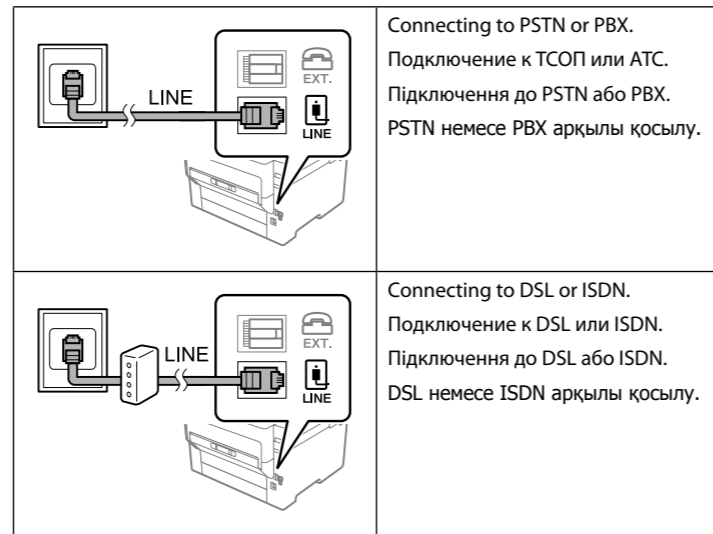 EXT.
LINE
LINE
Connecting to PSTN or PBX.
Подключение к ТСОП или АТС.
Підключення до PSTN або PBX.
PSTN немесе PBX арқылы қосылу.
EXT.
LINE
LINE
Connecting to DSL or ISDN.
Подключение к DSL или ISDN.
Підключення до DSL або ISDN.
DSL немесе ISDN арқылы қосылу.